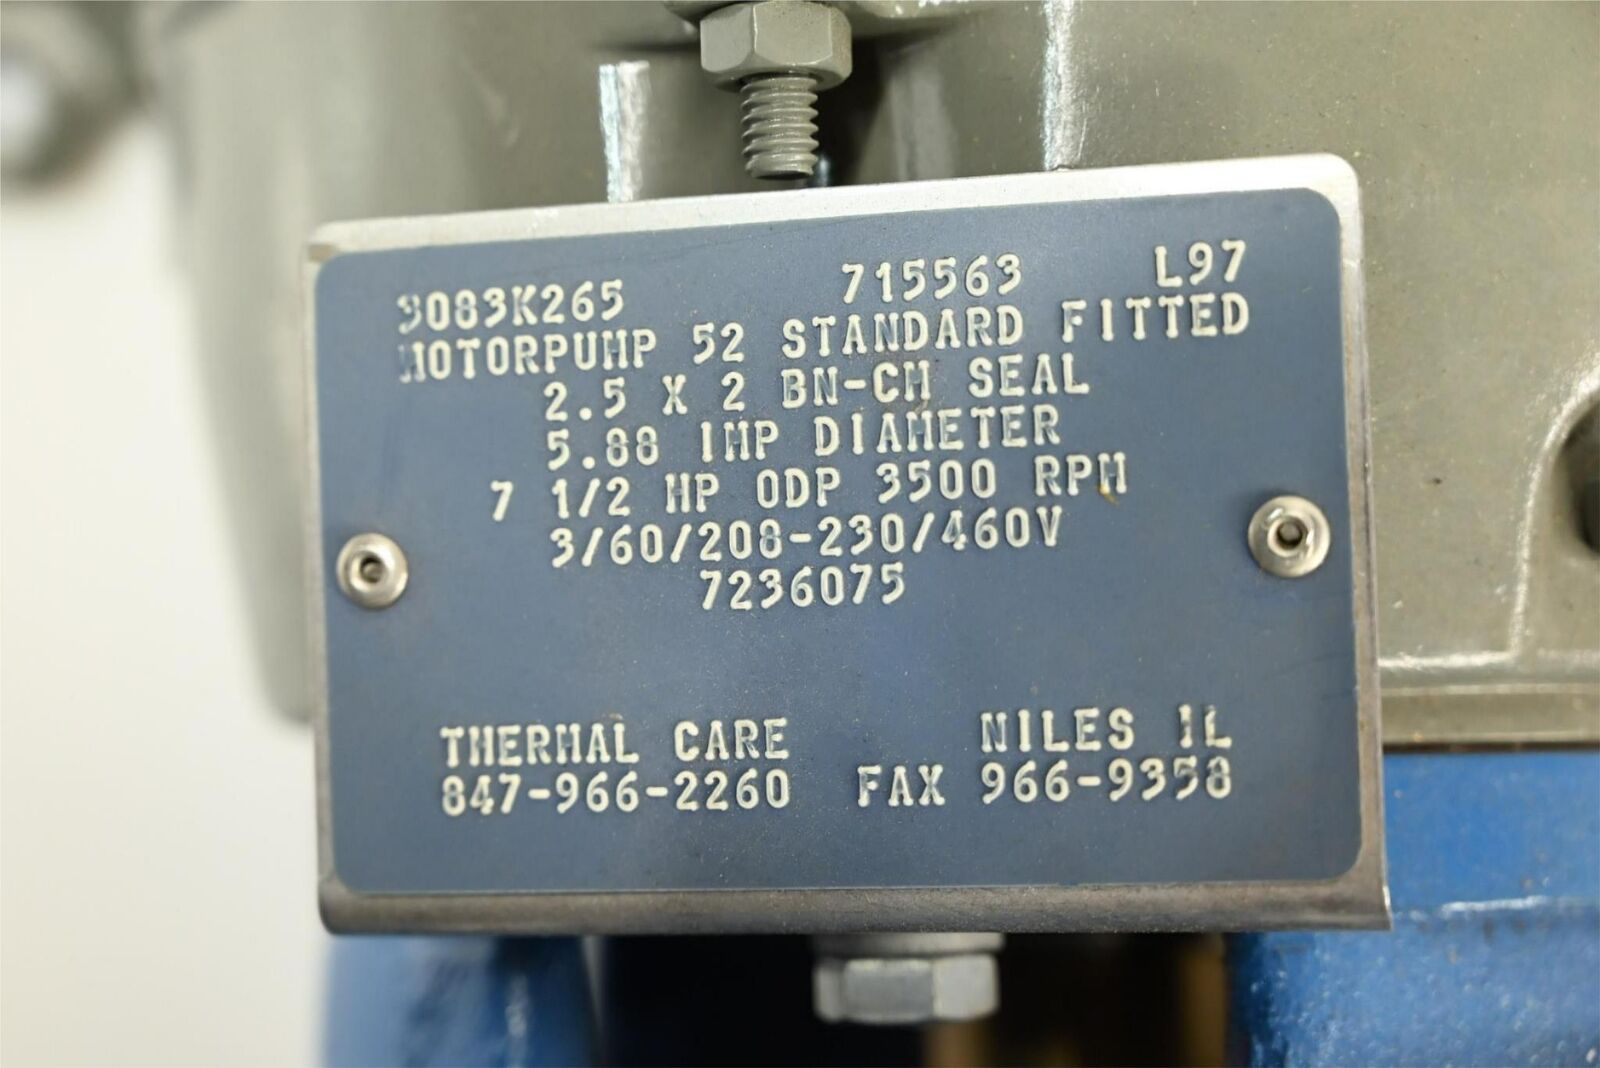 3083K265 715563 L97
MOTORPUMP 52 STANDARD FITTED
2.5 X 2 BN-CM SEAL
5.88 IMP DIAMETER
7 1/2 HP ODP 3500 RPM
3/60/208-230/460V
7236075
THERMAL CARE NILES IL
847-966-2260 FAX 966-9358